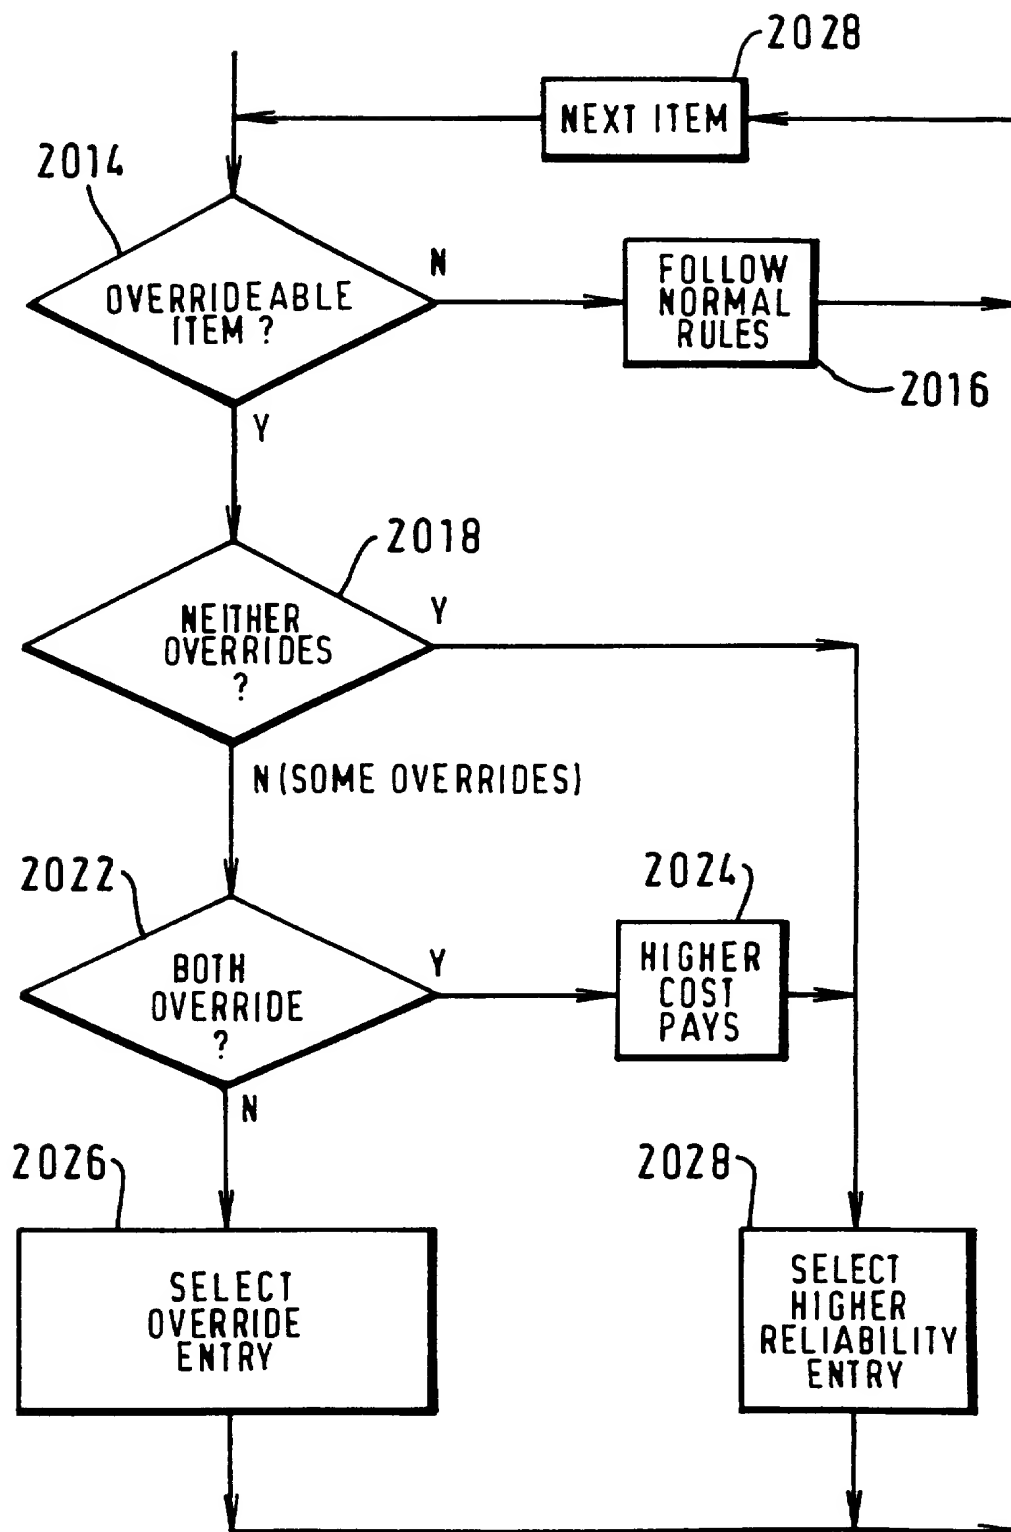 2028
NEXT ITEM
2014
OVERRIDEABLE
ITEM ?
N
FOLLOW
NORMAL
RULES
2016
Y
2018
NEITHER
OVERRIDES
?
Y
N (SOME OVERRIDES)
2022
BOTH
OVERRIDE
?
Y
2024
HIGHER
COST
PAYS
N
2026
SELECT
OVERRIDE
ENTRY
2028
SELECT
HIGHER
RELIABILITY
ENTRY